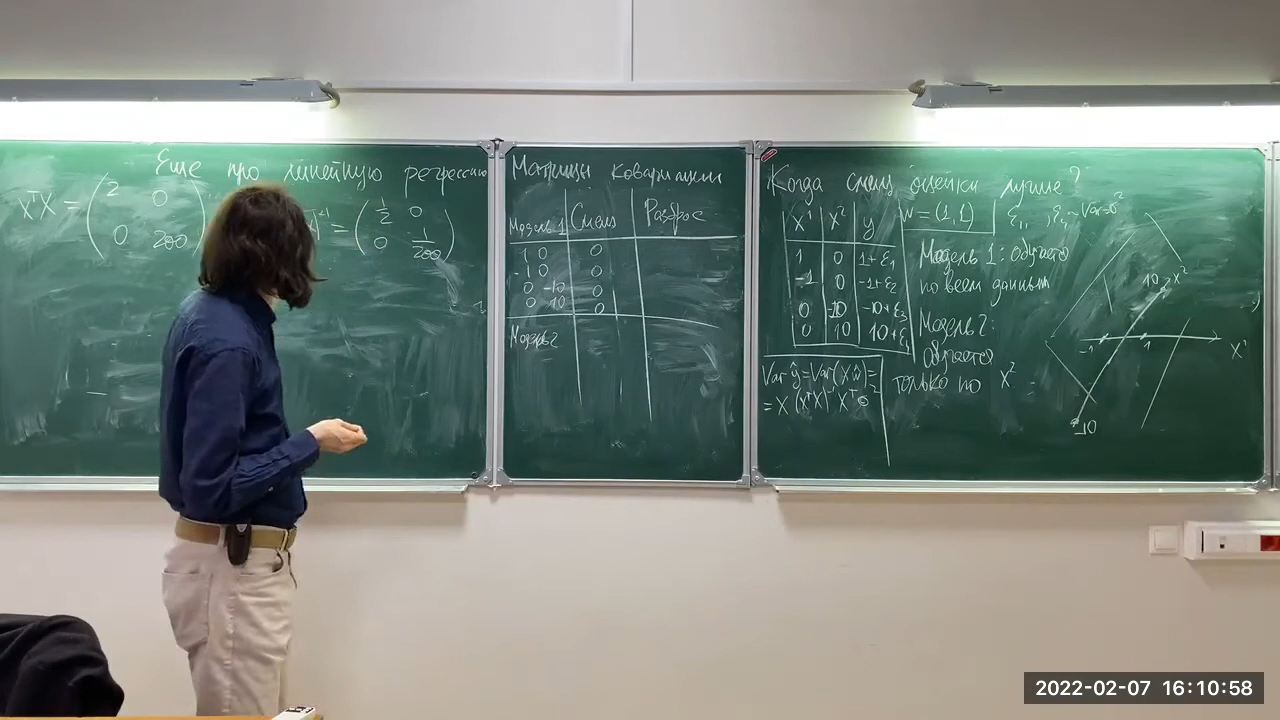 Еще про линейную регрессию
XᵀX = (2 0
0 200)
⁻¹ = (1/2 0
0 1/200)
Матрицы ковариации
Модель 1 Смещ Разброс
1 0 0
-1 0 0
0 -10 0
0 10 0
Модель 2
Когда смещ оценки лучше?
X¹ X² y
1 0 1+ε₁
-1 0 -1+ε₂
0 -10 -10+ε₃
0 10 10+ε₄
w = (1,1)
Var = σ²
Модель 1: обучается
по всем данным
Модель 2:
обучается
только по X²
Var ŷ = Var(Xŵ) =
= X(XᵀX)⁻¹Xᵀσ²
10 X²
-1 1
X¹
-10
2022-02-07 16:10:58